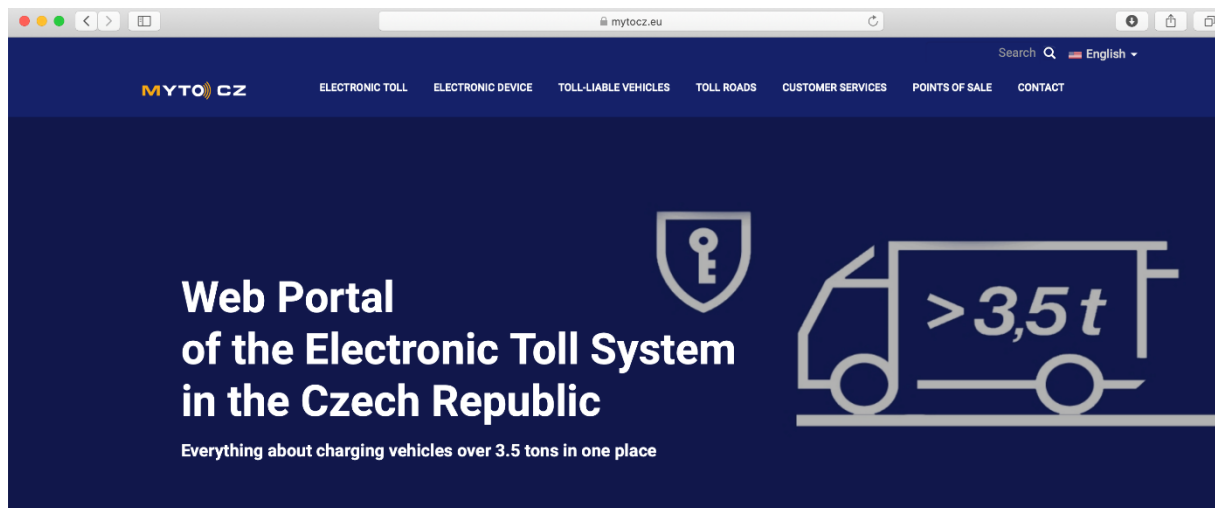 mytocz.eu
Search English
MYTO CZ ELECTRONIC TOLL ELECTRONIC DEVICE TOLL-LIABLE VEHICLES TOLL ROADS CUSTOMER SERVICES POINTS OF SALE CONTACT
Web Portal
of the Electronic Toll System
in the Czech Republic
Everything about charging vehicles over 3.5 tons in one place
>3,5 t